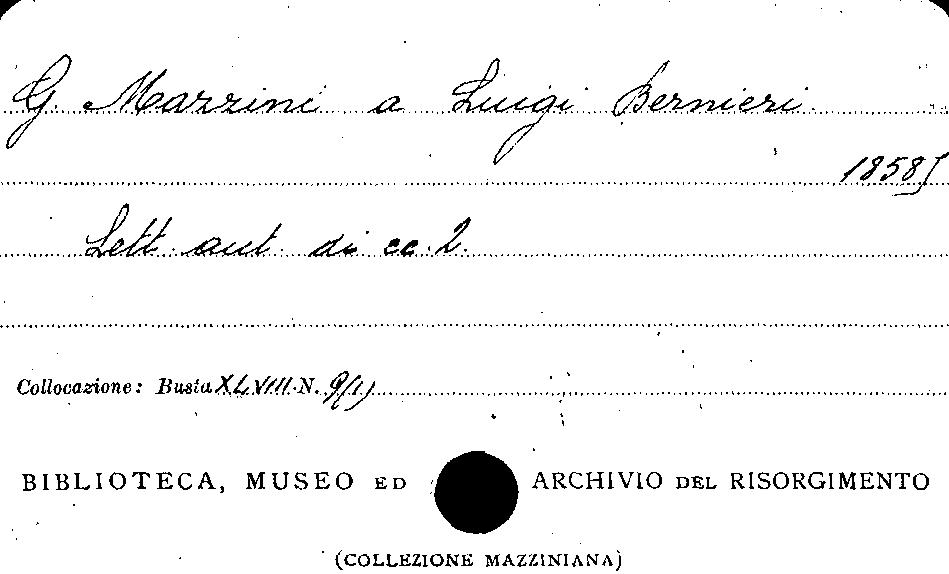 G. Mazzini a Luigi Bernieri.
1858]
Lett. aut. di cc. 2.
Collocazione: Busta XLVIII N. 9(1)
BIBLIOTECA, MUSEO ED ARCHIVIO DEL RISORGIMENTO
(COLLEZIONE MAZZINIANA)